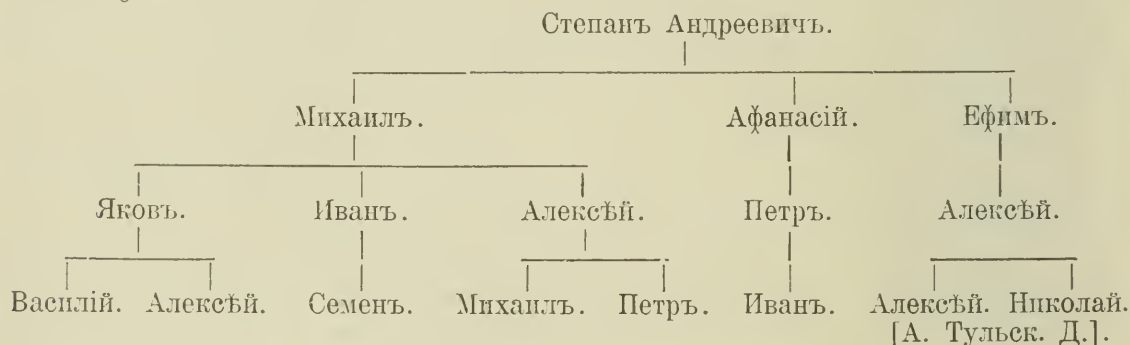 Степанъ Андреевичъ.
Михаилъ. Афанасій. Ефимъ.
Яковъ. Иванъ. Алексѣй. Петръ. Алексѣй.
Василій. Алексѣй. Семенъ. Михаилъ. Петръ. Иванъ. Алексѣй. Николай.
[А. Тульск. Д.].